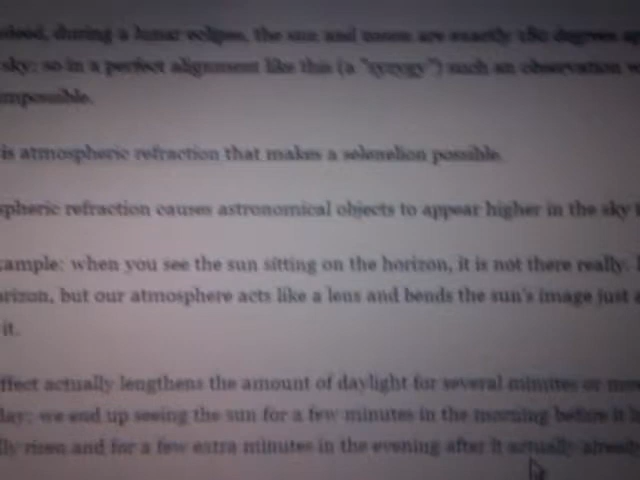 during a lunar eclipse, the sun and moon are exactly 180 degrees
sky; so in a perfect alignment like this (a "syzygy") such an observation
impossible.
is atmospheric refraction that makes a selenelion possible.
spheric refraction causes astronomical objects to appear higher in the sky
ample: when you see the sun sitting on the horizon, it is not there really.
rizon, but our atmosphere acts like a lens and bends the sun's image just
it.
ffect actually lengthens the amount of daylight for several minutes or
day; we end up seeing the sun for a few minutes in the morning before it
lly risen and for a few extra minutes in the evening after it actually already